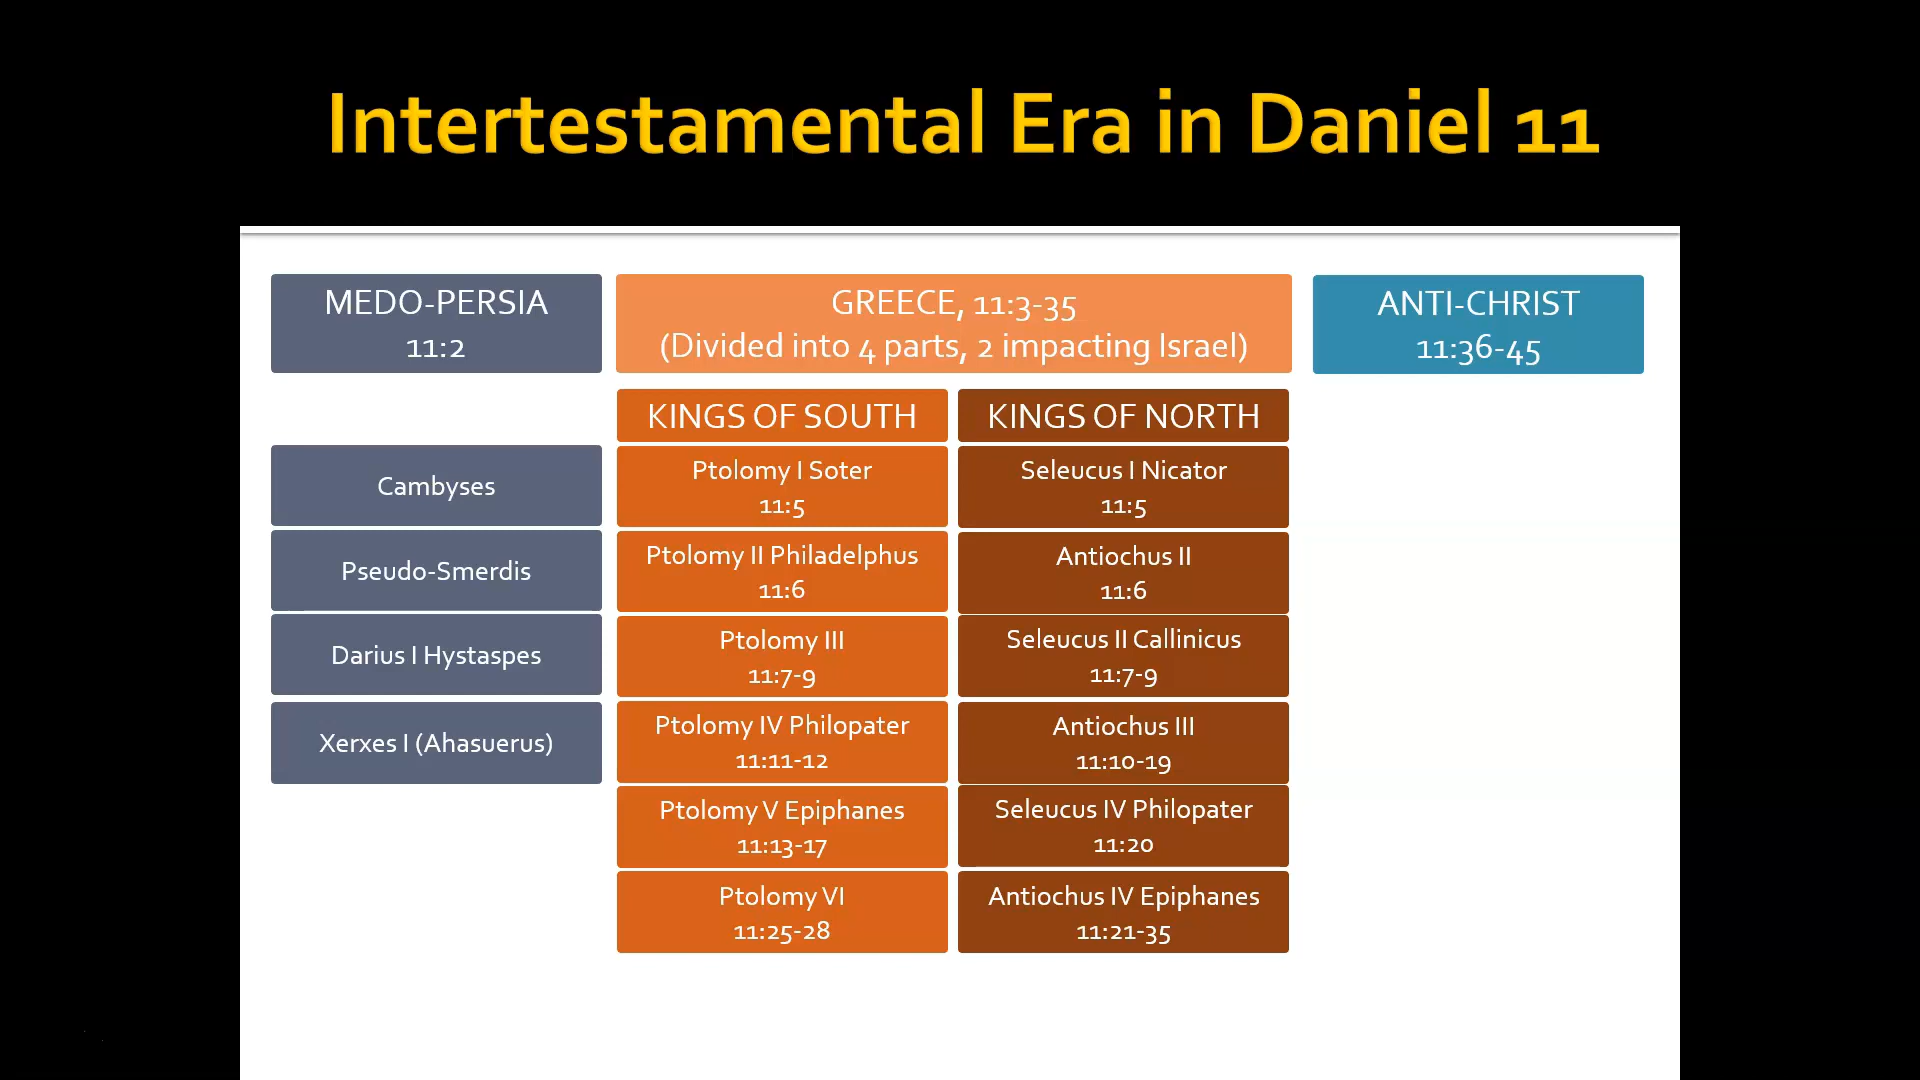 Intertestamental Era in Daniel 11
MEDO-PERSIA
11:2
GREECE, 11:3-35
(Divided into 4 parts, 2 impacting Israel)
ANTI-CHRIST
11:36-45
KINGS OF SOUTH
KINGS OF NORTH
Cambyses
Ptolomy I Soter
11:5
Seleucus I Nicator
11:5
Pseudo-Smerdis
Ptolomy II Philadelphus
11:6
Antiochus II
11:6
Darius I Hystaspes
Ptolomy III
11:7-9
Seleucus II Callinicus
11:7-9
Xerxes I (Ahasuerus)
Ptolomy IV Philopater
11:11-12
Antiochus III
11:10-19
Ptolomy V Epiphanes
11:13-17
Seleucus IV Philopater
11:20
Ptolomy VI
11:25-28
Antiochus IV Epiphanes
11:21-35